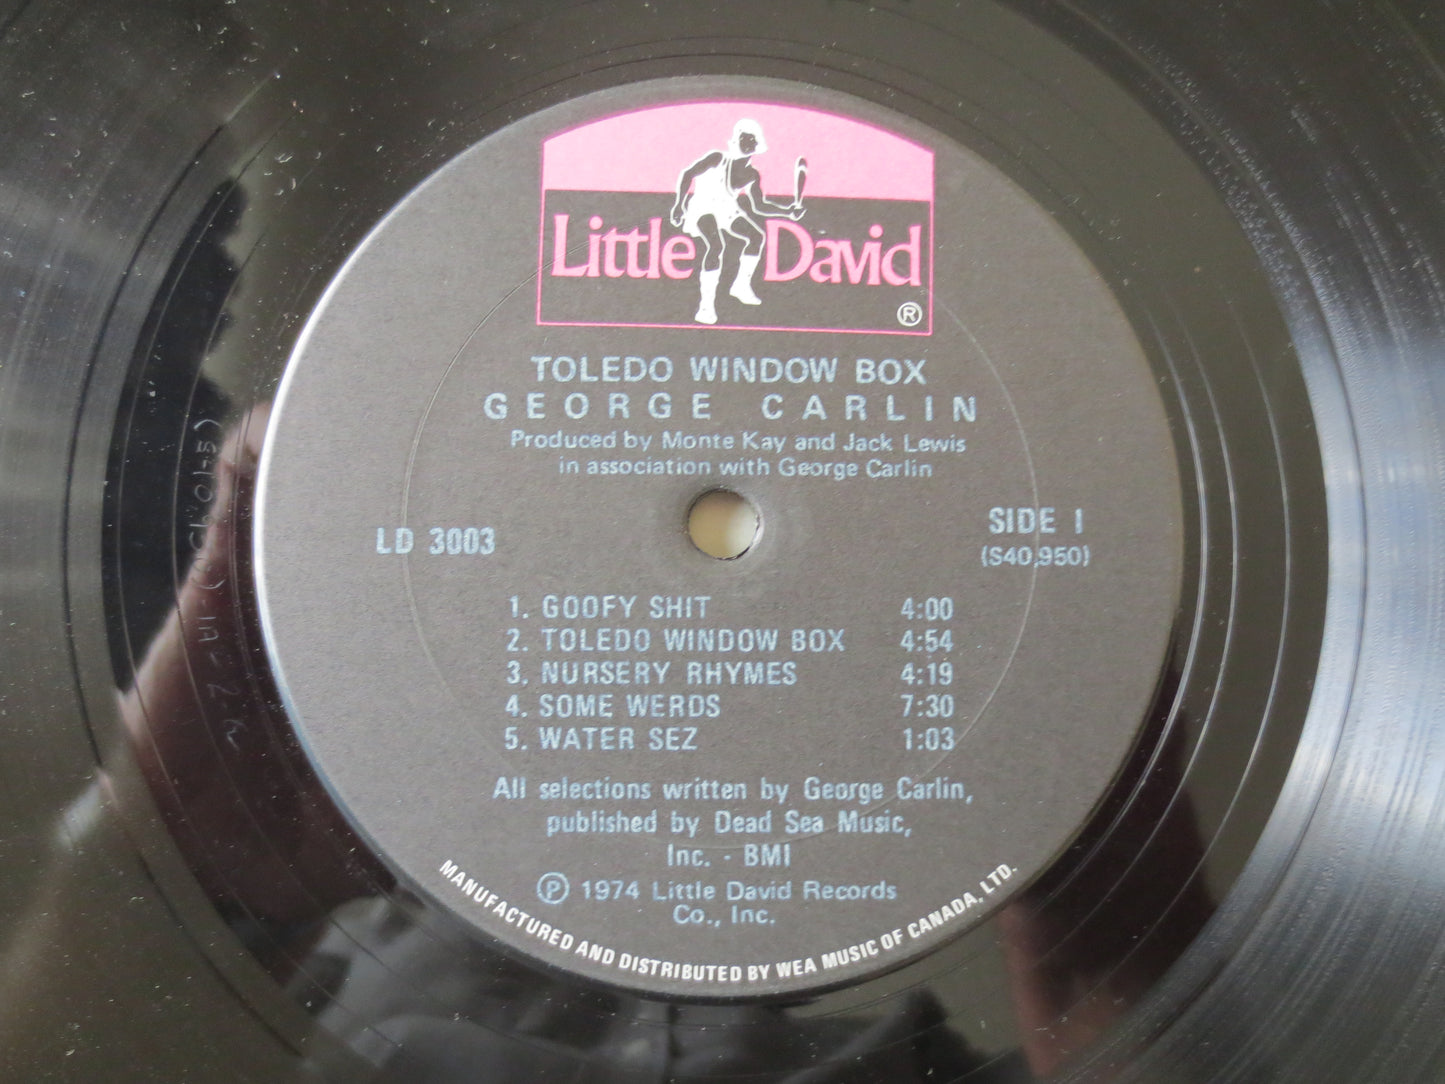 Little David
®
TOLEDO WINDOW BOX
GEORGE CARLIN
Produced by Monte Kay and Jack Lewis
in association with George Carlin
LD 3003
SIDE 1
(S40,950)
1. GOOFY SHIT 4:00
2. TOLEDO WINDOW BOX 4:54
3. NURSERY RHYMES 4:19
4. SOME WERDS 7:30
5. WATER SEZ 1:03
All selections written by George Carlin,
published by Dead Sea Music,
Inc. · BMI
℗ 1974 Little David Records
Co., Inc.
MANUFACTURED AND DISTRIBUTED BY WEA MUSIC OF CANADA, LTD.